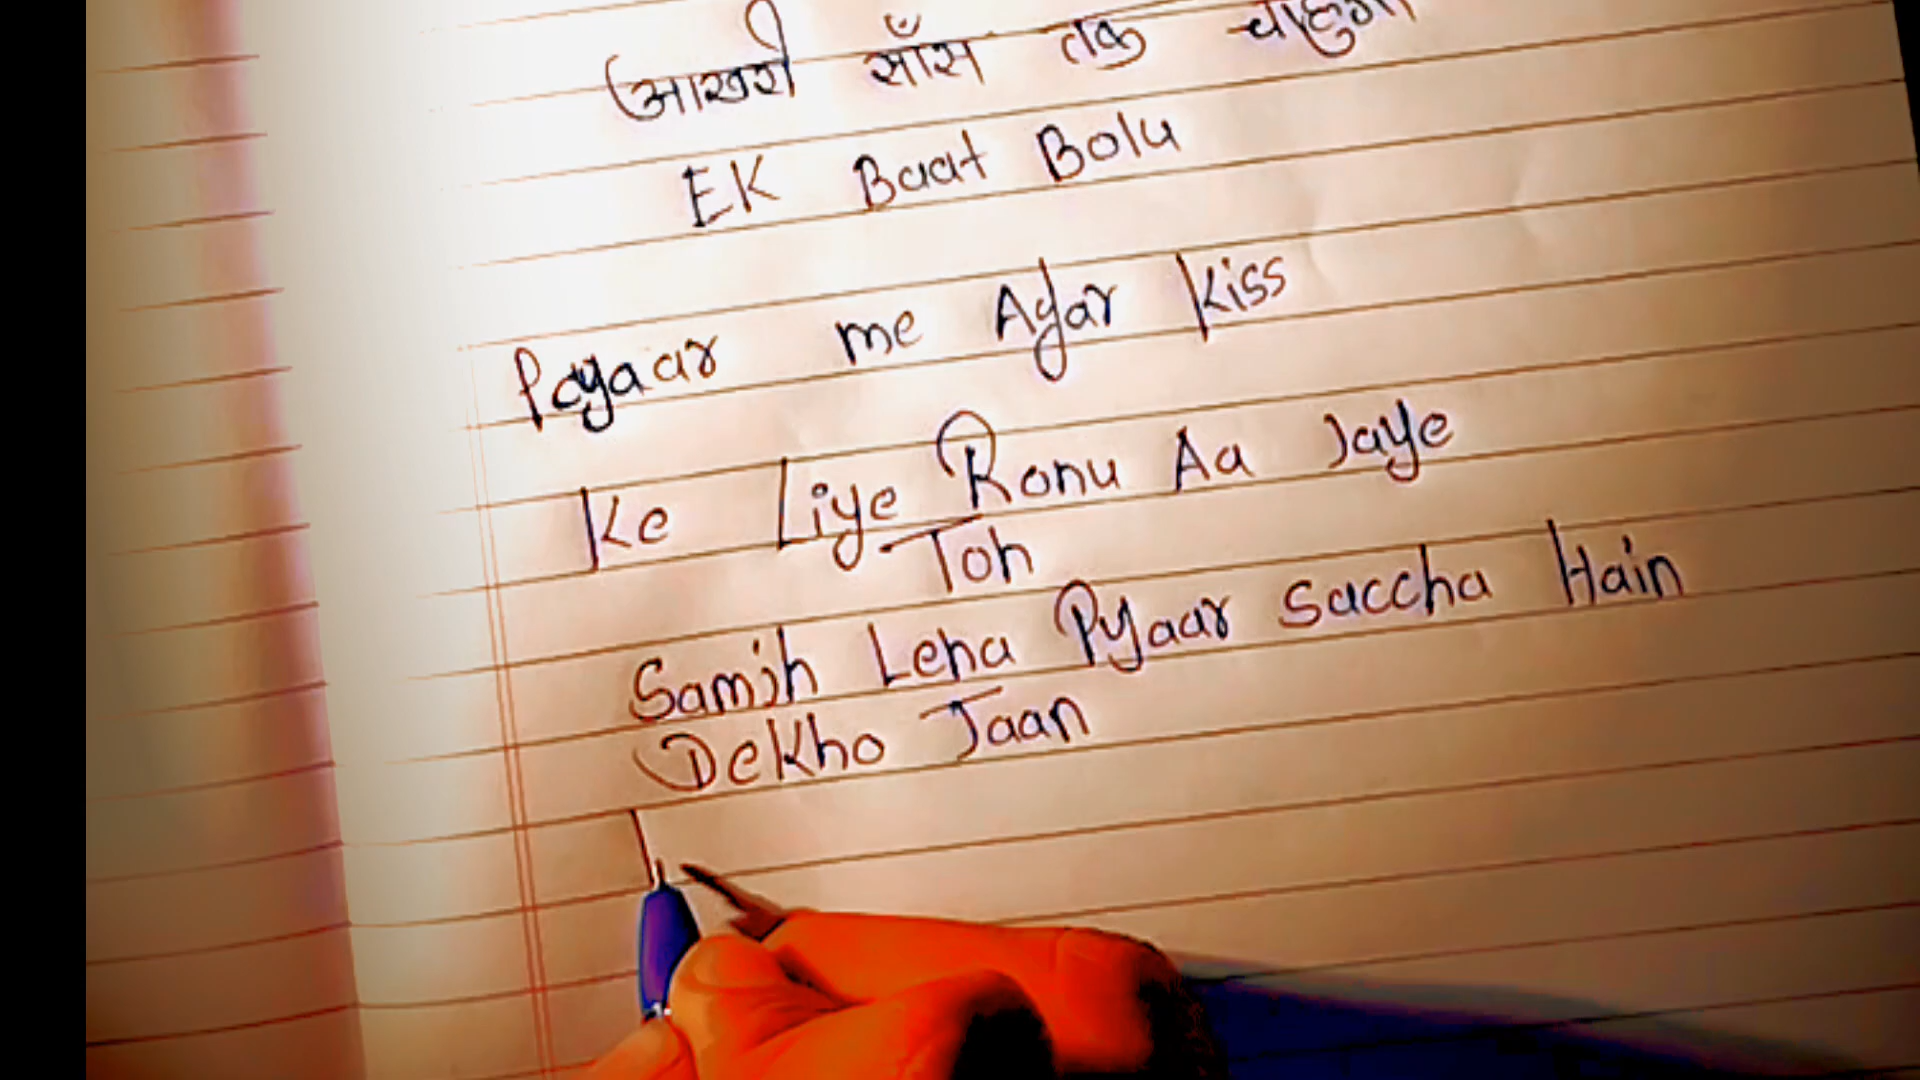 आखरी साँस तक चाहुगा
EK Baat Bolu
Payaar me Agar Kiss
Ke Liye Ronu Aa Jaye
Toh
Samjh Lena Pyaar Saccha Hain
Dekho Jaan